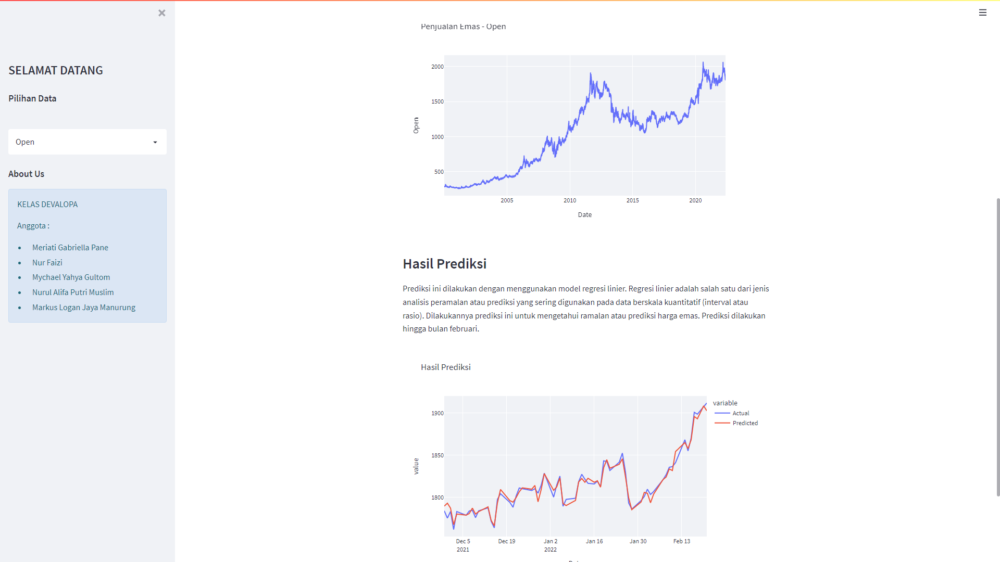 SELAMAT DATANG
Pilihan Data
Open
About Us
KELAS DEVALOPA
Anggota :
Meriati Gabriella Pane
Nur Faizi
Mychael Yahya Gultom
Nurul Alifa Putri Muslim
Markus Logan Jaya Manurung
Penjualan Emas - Open
2000
1500
1000
500
Open
2005 2010 2015 2020
Date
Hasil Prediksi
Prediksi ini dilakukan dengan menggunakan model regresi linier. Regresi linier adalah salah satu dari jenis
analisis peramalan atau prediksi yang sering digunakan pada data berskala kuantitatif (interval atau
rasio). Dilakukannya prediksi ini untuk mengetahui ramalan atau prediksi harga emas. Prediksi dilakukan
hingga bulan februari.
Hasil Prediksi
variable
Actual
Predicted
1900
1850
1800
value
Dec 5 Dec 19 Jan 2 Jan 16 Jan 30 Feb 13
2021 2022